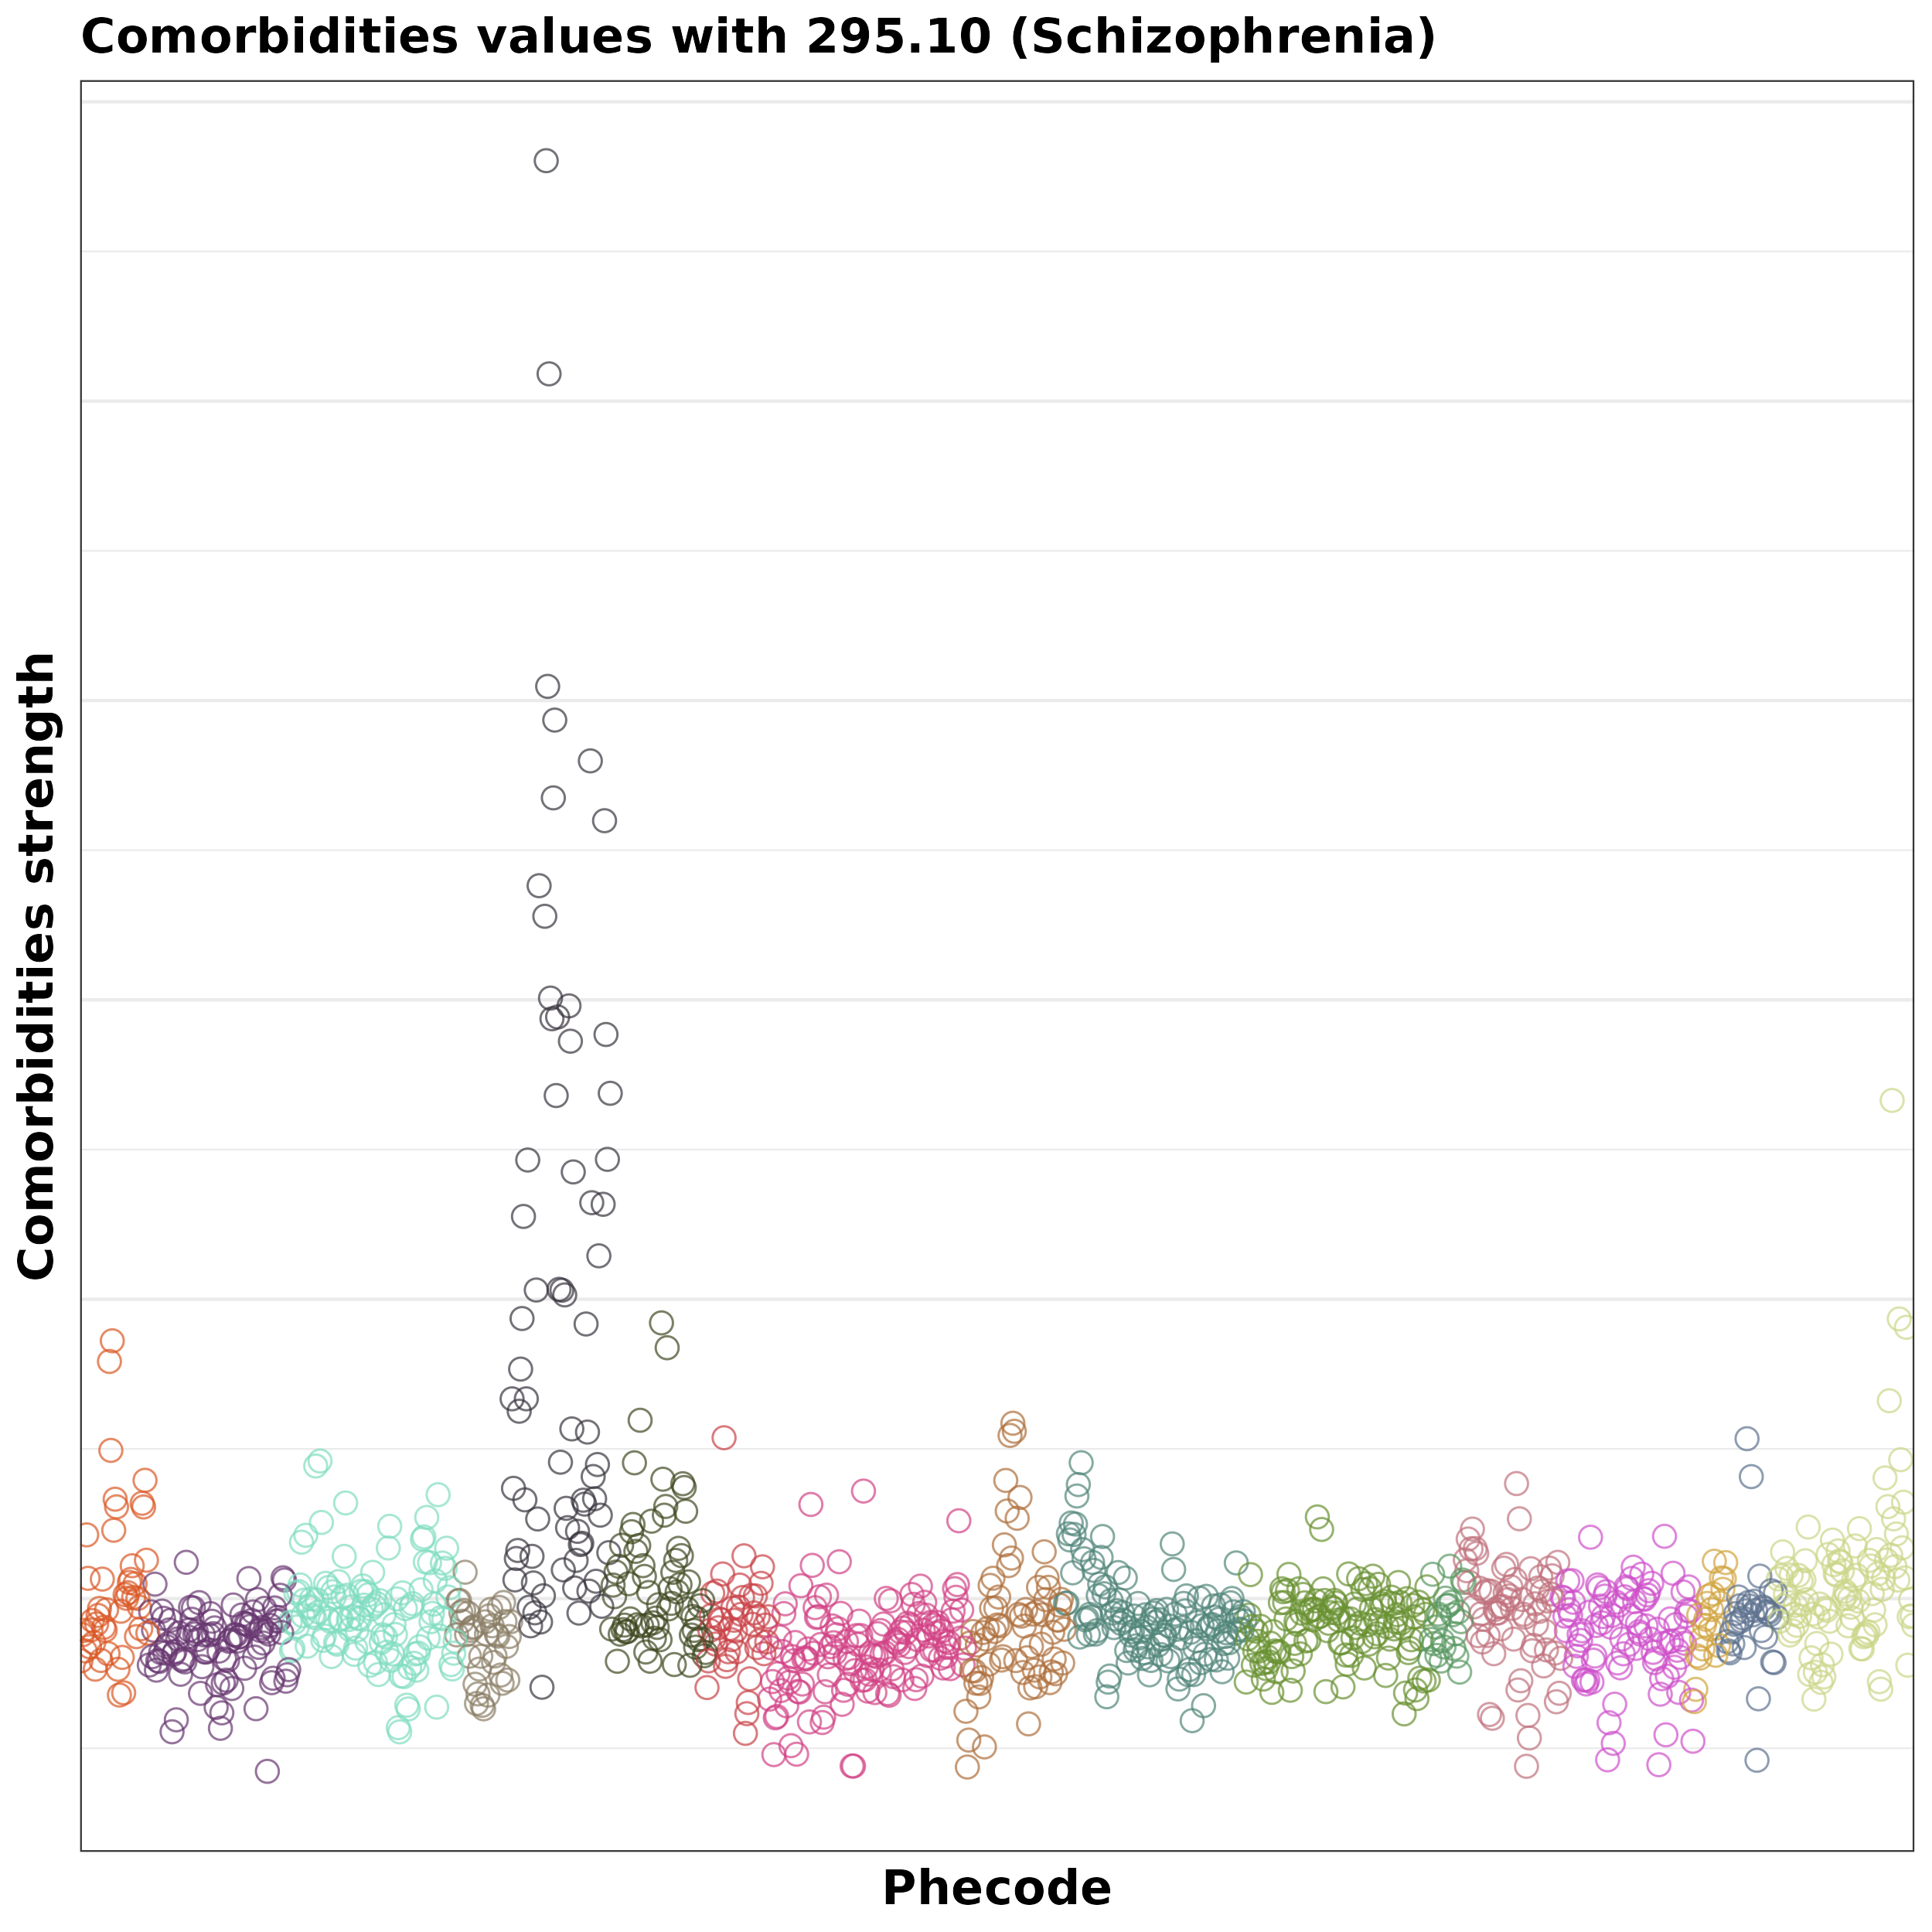 Comorbidities values with 295.10 (Schizophrenia)
Comorbidities strength
Phecode